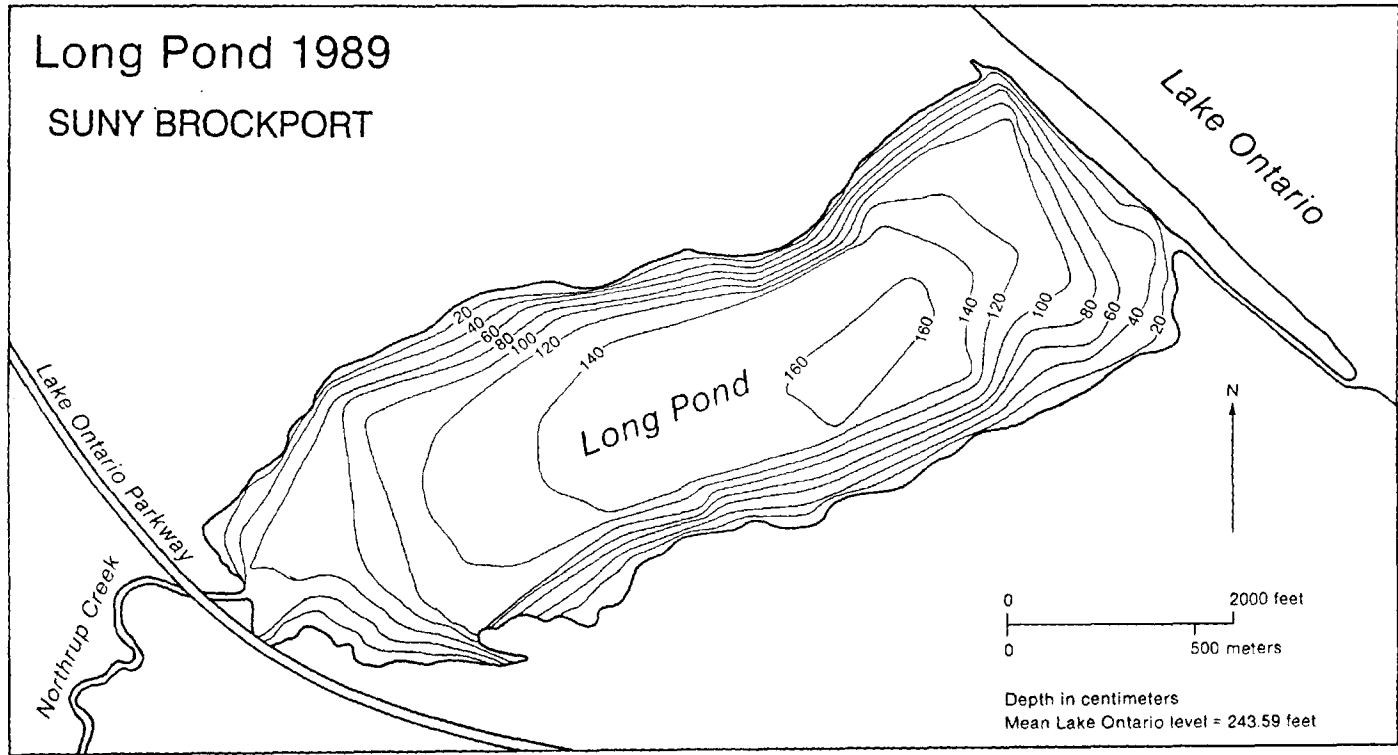 Long Pond 1989
SUNY BROCKPORT
Lake Ontario
20
40
60
80
100
120
140
160
160
140
120
100
80
60
40
20
Long Pond
Lake Ontario Parkway
Northrup Creek
N
0 2000 feet
0 500 meters
Depth in centimeters
Mean Lake Ontario level = 243.59 feet